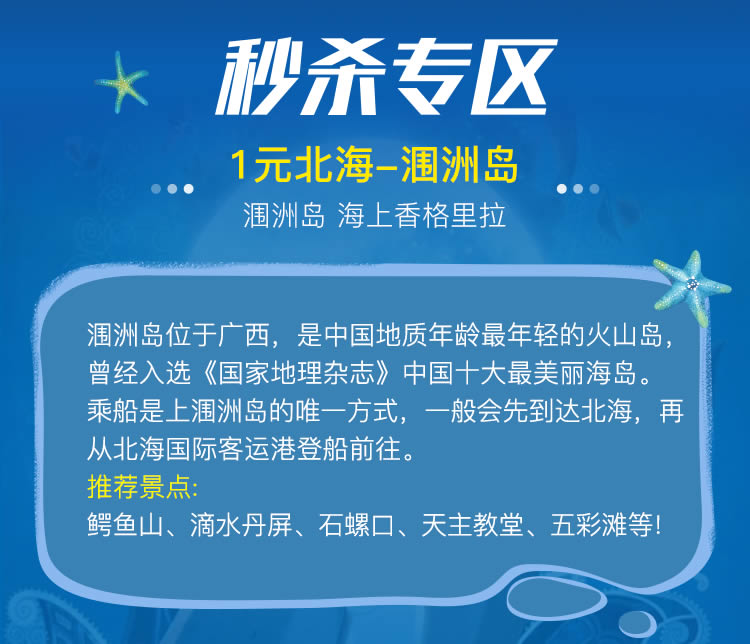 秒杀专区
1元北海-涠洲岛
涠洲岛 海上香格里拉
涠洲岛位于广西，是中国地质年龄最年轻的火山岛，
曾经入选《国家地理杂志》中国十大最美丽海岛。
乘船是上涠洲岛的唯一方式，一般会先到达北海，再
从北海国际客运港登船前往。
推荐景点:
鳄鱼山、滴水丹屏、石螺口、天主教堂、五彩滩等!